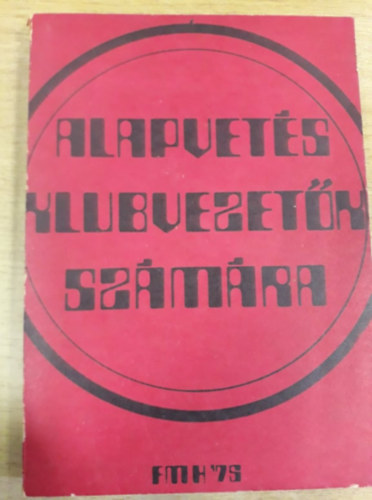 ALAPVETÉS
KLUBVEZETŐK
SZÁMÁRA
FMH '75